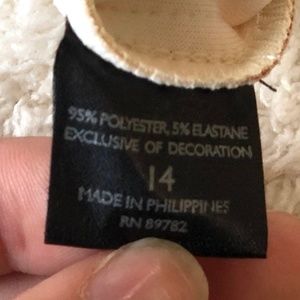 95% POLYESTER, 5% ELASTANE
EXCLUSIVE OF DECORATION
14
MADE IN PHILIPPINES
RN 89782